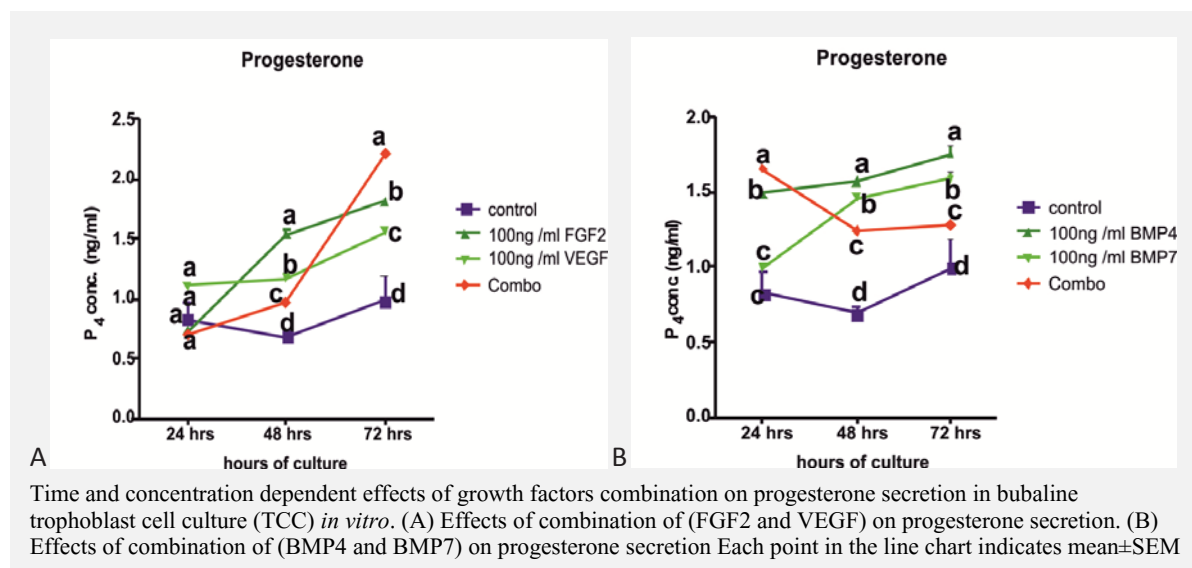 Progesterone
2.5
2.0
1.5
1.0
0.5
0.0
P4 conc. (ng/ml)
a
a
b
a
c
a
b
a
c
a
d
d
a
24 hrs 48 hrs 72 hrs
hours of culture
control
100ng /ml FGF2
100ng /ml VEGF
Combo
A
Progesterone
2.0
1.5
1.0
0.5
0.0
P4 conc (ng/ml)
a
a
a
b
b
b
c
c
c
d
c
d
24 hrs 48 hrs 72 hrs
hours of culture
control
100ng /ml BMP4
100ng /ml BMP7
Combo
B
Time and concentration dependent effects of growth factors combination on progesterone secretion in bubaline
trophoblast cell culture (TCC) in vitro. (A) Effects of combination of (FGF2 and VEGF) on progesterone secretion. (B)
Effects of combination of (BMP4 and BMP7) on progesterone secretion Each point in the line chart indicates mean±SEM